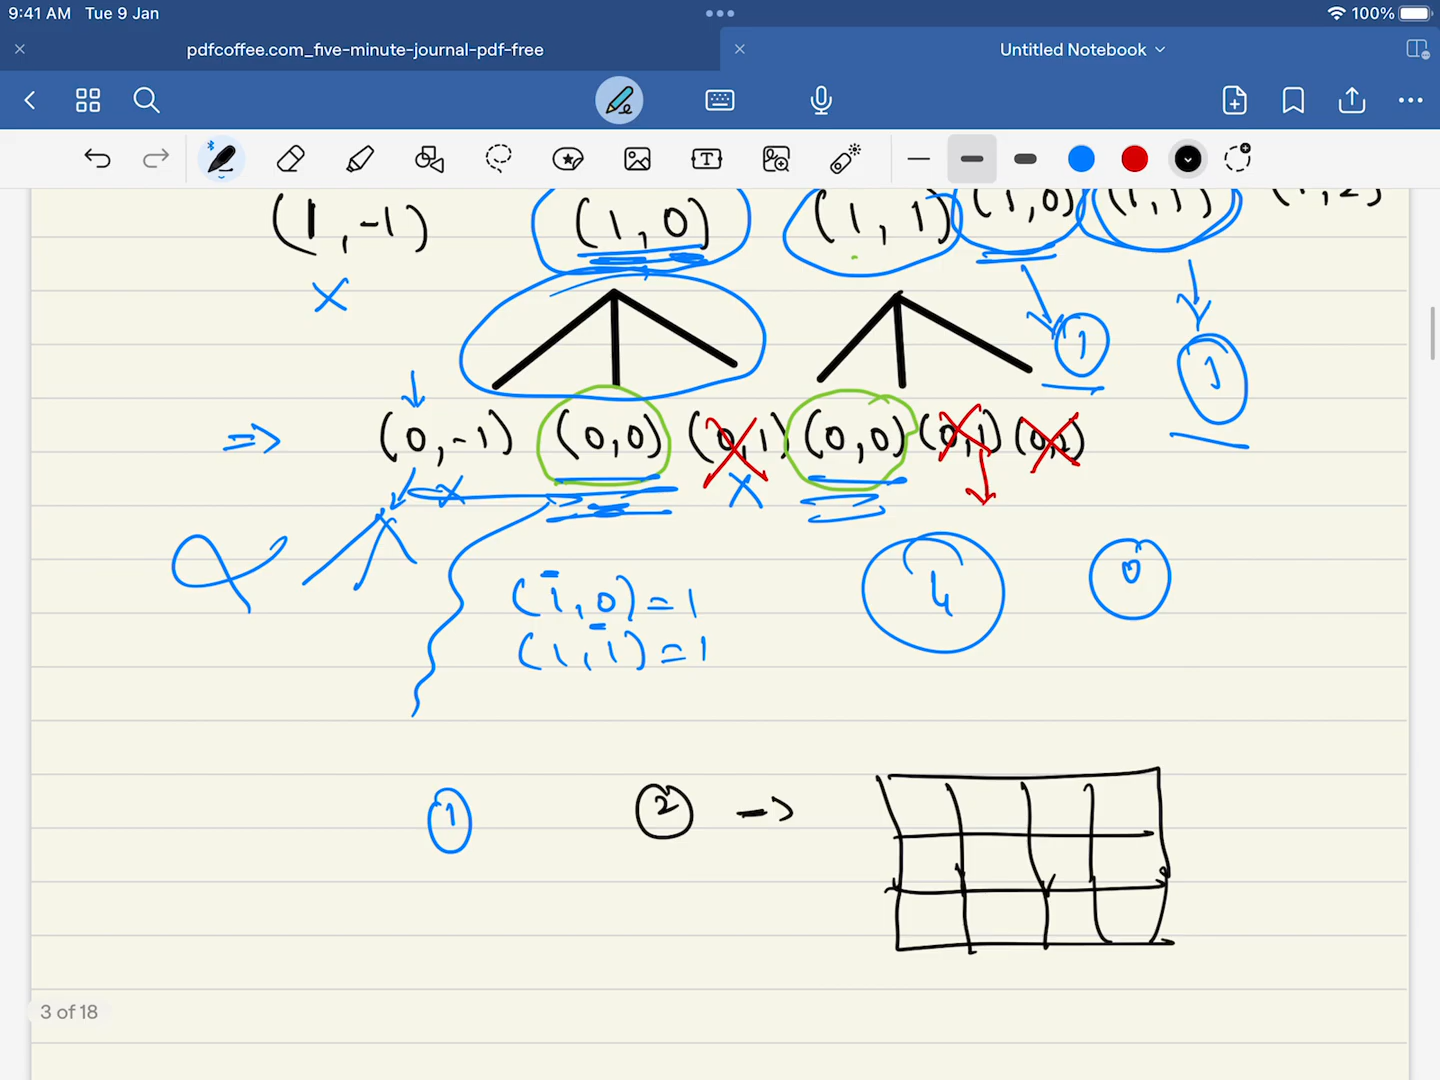 9:41 AM Tue 9 Jan 100%
pdfcoffee.com_five-minute-journal-pdf-free Untitled Notebook
(1,-1) (1,0) (1,1) (1,0) (1,1) (1,2)
x
1
1
=> (0,-1) (0,0) (0,1) (0,0) (0,1)
x x
(1,0)=1 4 0
(1,1)=1
1 2 ->
3 of 18